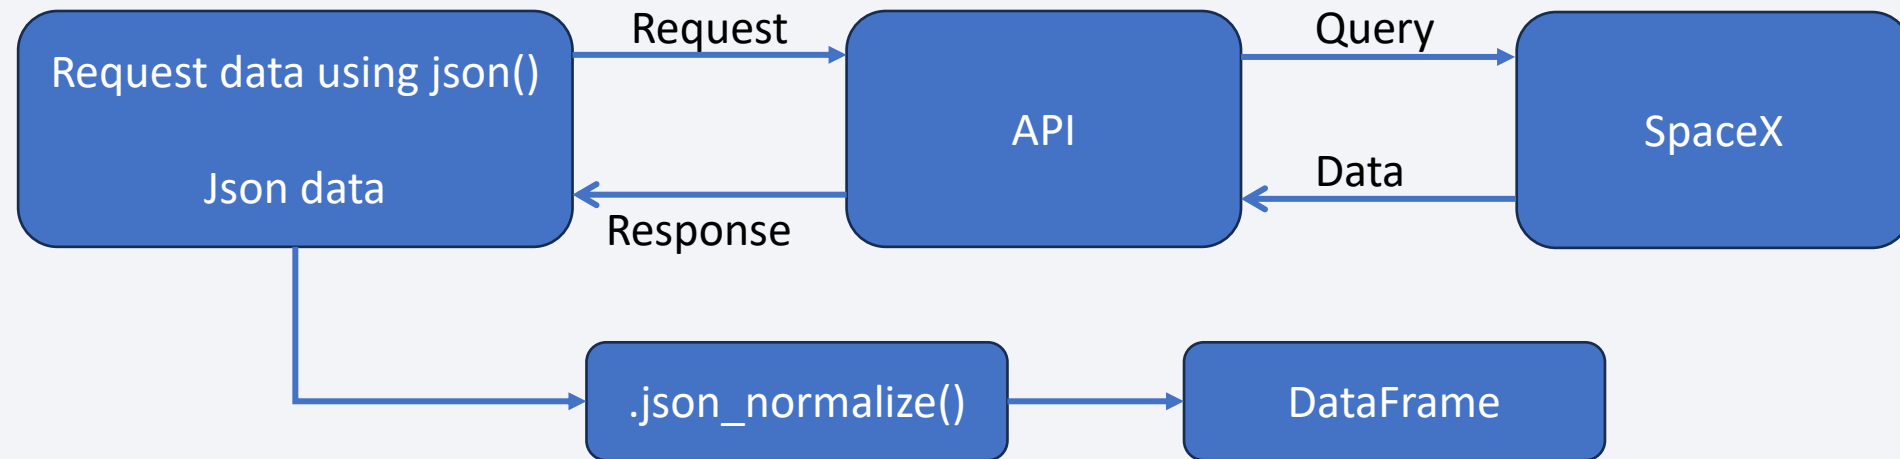 Request
Query
Request data using json()
API
SpaceX
Data
Json data
Response
.json_normalize()
DataFrame